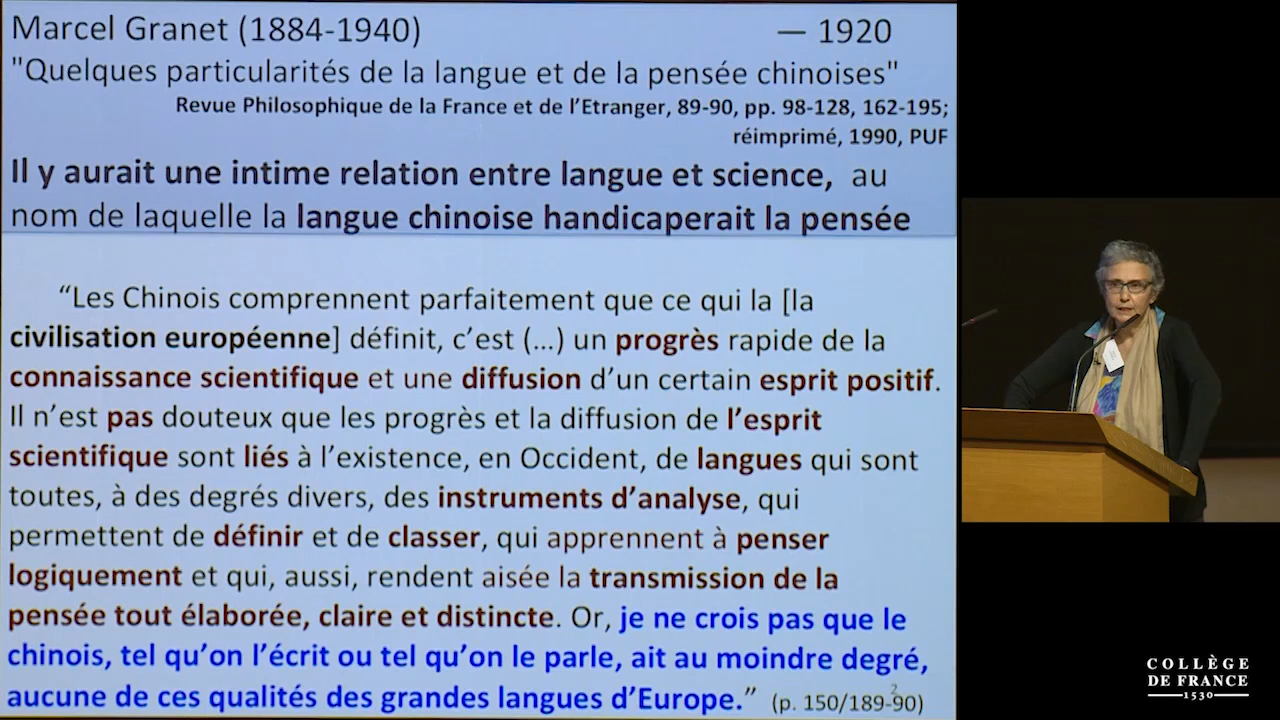 Marcel Granet (1884-1940) — 1920
"Quelques particularités de la langue et de la pensée chinoises"
Revue Philosophique de la France et de l'Etranger, 89-90, pp. 98-128, 162-195;
réimprimé, 1990, PUF
Il y aurait une intime relation entre langue et science, au
nom de laquelle la langue chinoise handicaperait la pensée
“Les Chinois comprennent parfaitement que ce qui la [la
civilisation européenne] définit, c’est (…) un progrès rapide de la
connaissance scientifique et une diffusion d’un certain esprit positif.
Il n’est pas douteux que les progrès et la diffusion de l’esprit
scientifique sont liés à l’existence, en Occident, de langues qui sont
toutes, à des degrés divers, des instruments d’analyse, qui
permettent de définir et de classer, qui apprennent à penser
logiquement et qui, aussi, rendent aisée la transmission de la
pensée tout élaborée, claire et distincte. Or, je ne crois pas que le
chinois, tel qu’on l’écrit ou tel qu’on le parle, ait au moindre degré,
aucune de ces qualités des grandes langues d’Europe.” (p. 150/189-90)
2
COLLÈGE
DE FRANCE
1530